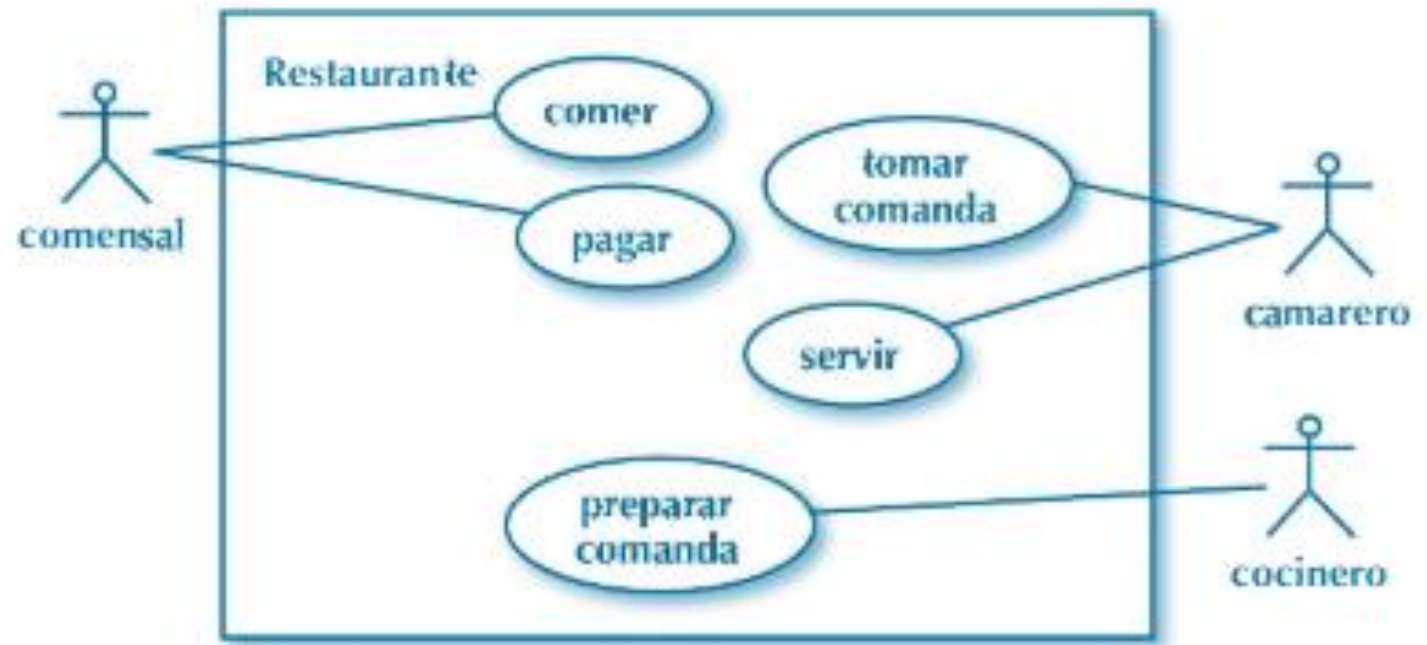 Restaurante
comer
tomar
comanda
pagar
comensal
servir
camarero
preparar
comanda
cocinero